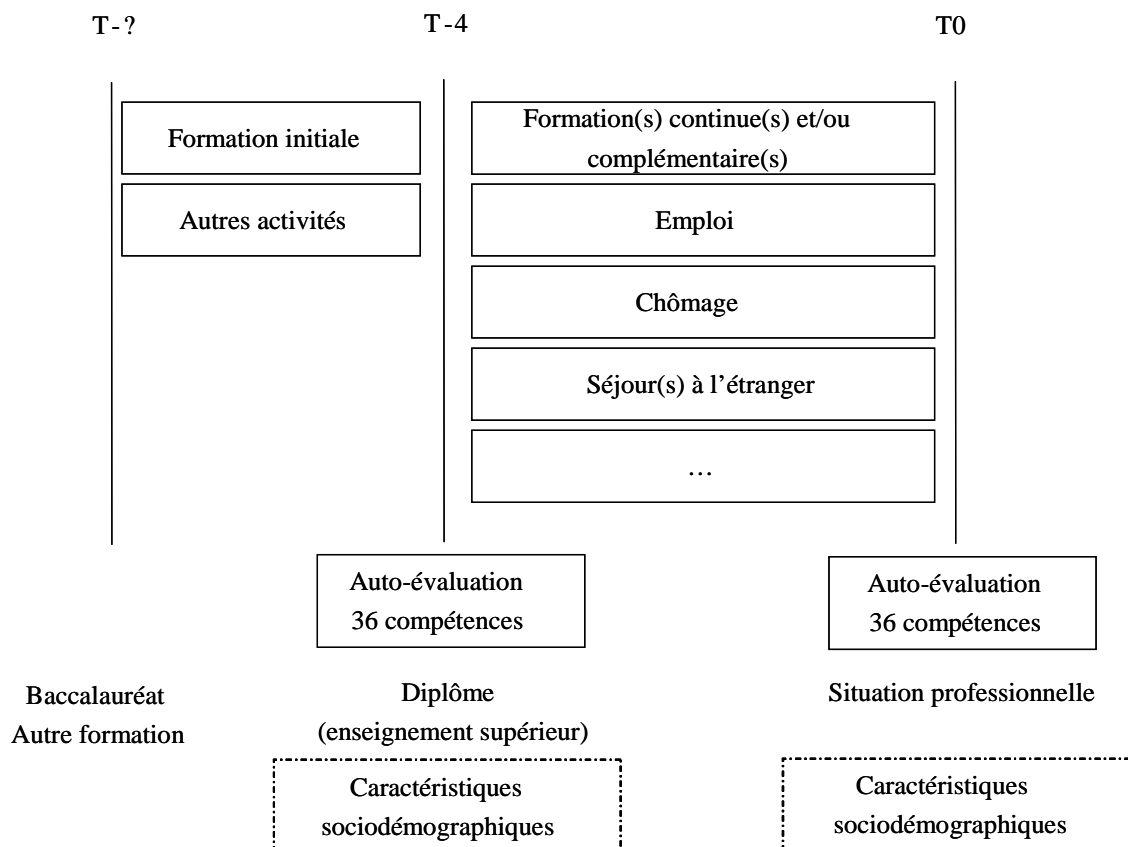 T-?
T-4
T0
Formation initiale
Autres activités
Formation(s) continue(s) et/ou
complémentaire(s)
Emploi
Chômage
Séjour(s) à l'étranger
…
Auto-évaluation
36 compétences
Auto-évaluation
36 compétences
Baccalauréat
Autre formation
Diplôme
(enseignement supérieur)
Situation professionnelle
Caractéristiques
sociodémographiques
Caractéristiques
sociodémographiques